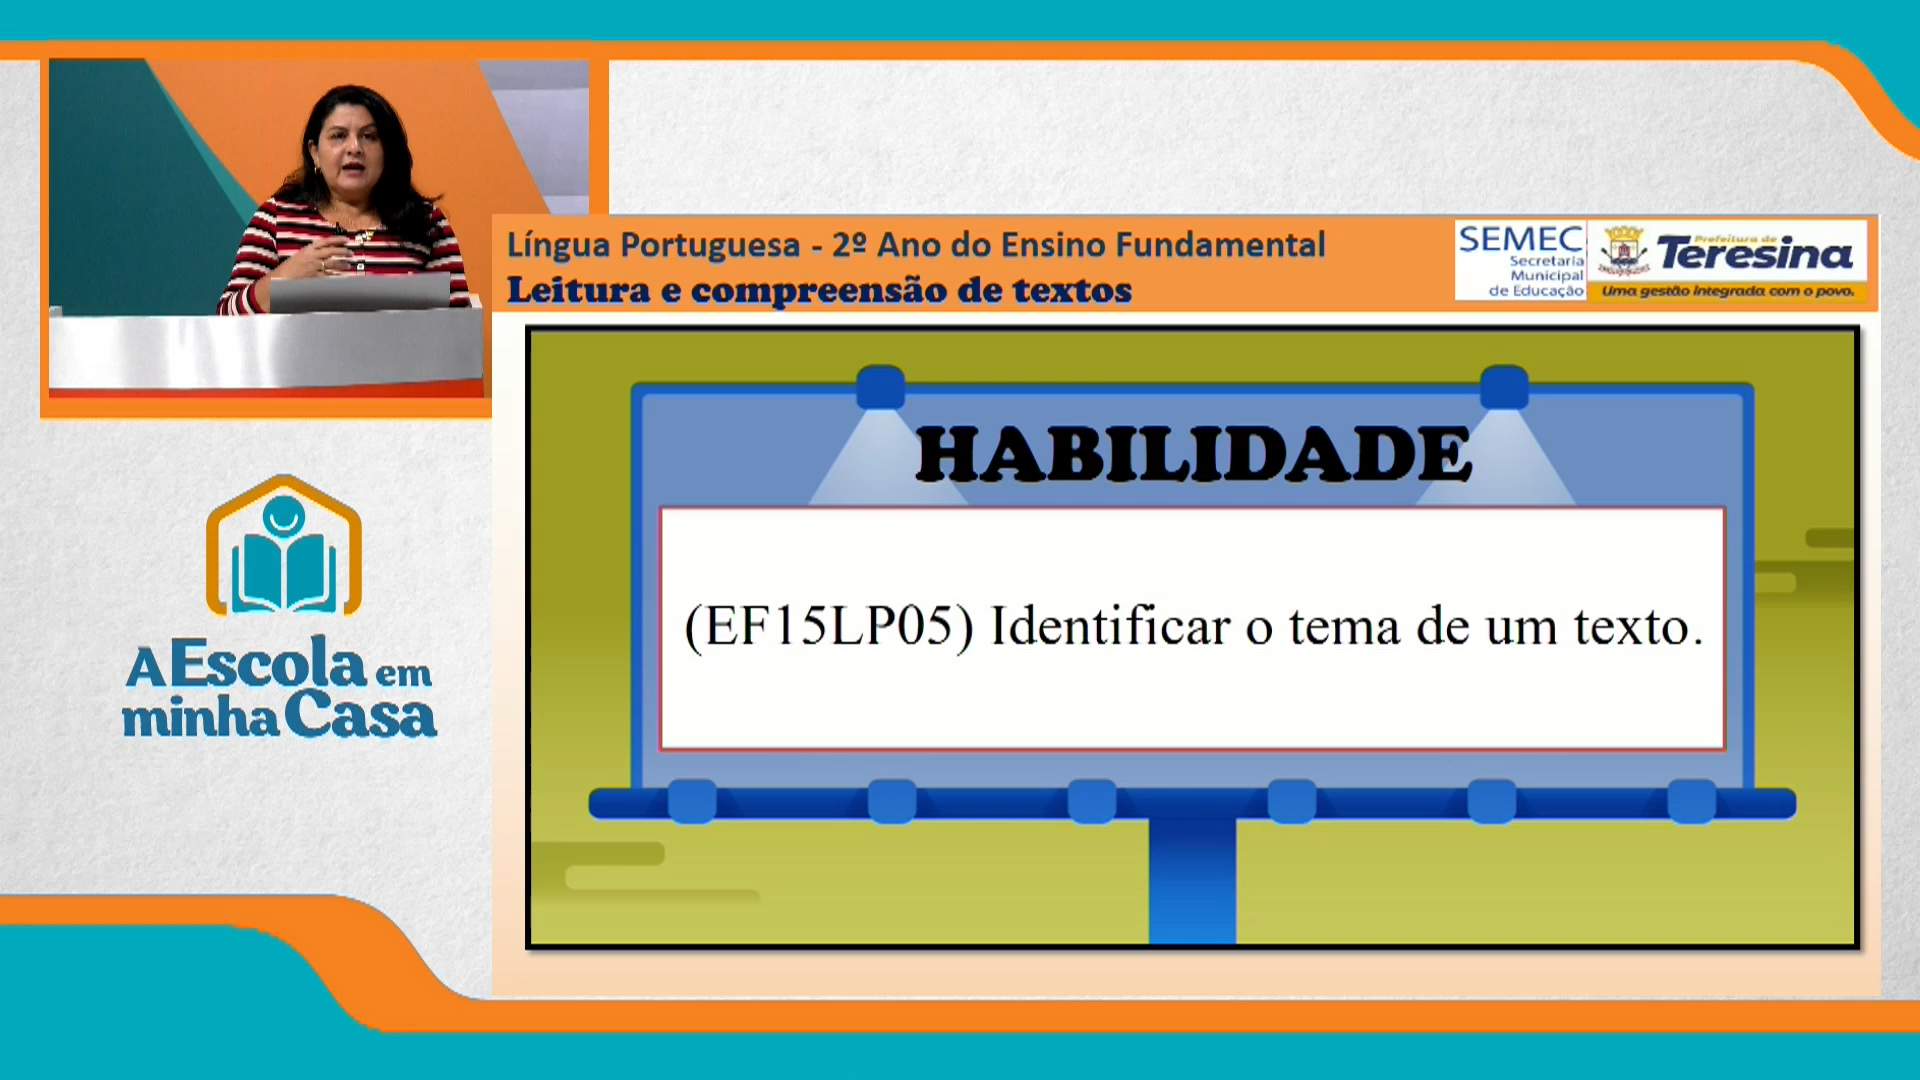 Língua Portuguesa - 2º Ano do Ensino Fundamental
Leitura e compreensão de textos
SEMEC
Secretaria
Municipal
de Educação
Prefeitura de
Teresina
Uma gestão integrada com o povo.
HABILIDADE
(EF15LP05) Identificar o tema de um texto.
A Escola em
minha Casa